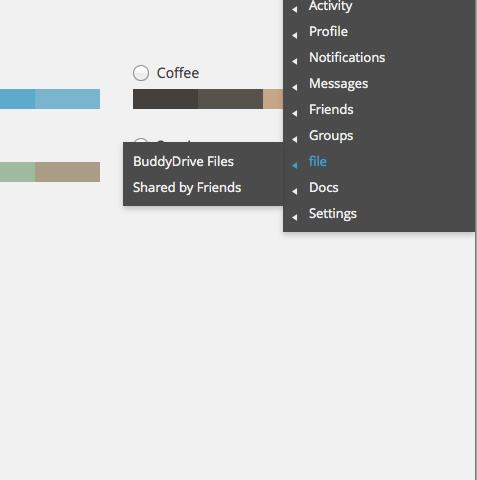 Activity
Profile
Coffee
Notifications
Messages
Friends
Groups
BuddyDrive Files
file
Shared by Friends
Docs
Settings